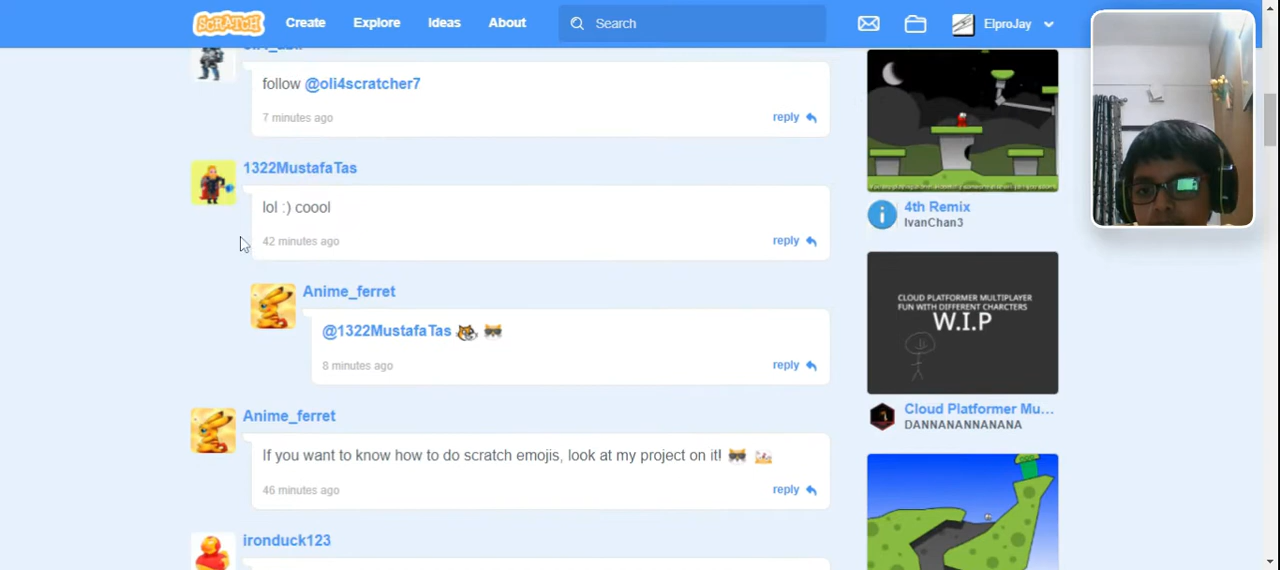 SCRATCH Create Explore Ideas About Search ElproJay
follow @oli4scratcher7
7 minutes ago reply
1322MustafaTas
lol :) coool
42 minutes ago reply
Anime_ferret
@1322MustafaTas
8 minutes ago reply
Anime_ferret
If you want to know how to do scratch emojis, look at my project on it!
46 minutes ago reply
ironduck123
4th Remix
IvanChan3
CLOUD PLATFORMER MULTIPLAYER
FUN WITH DIFFERENT CHARCTERS
W.I.P
Cloud Platformer Mu...
DANNANANNANANA